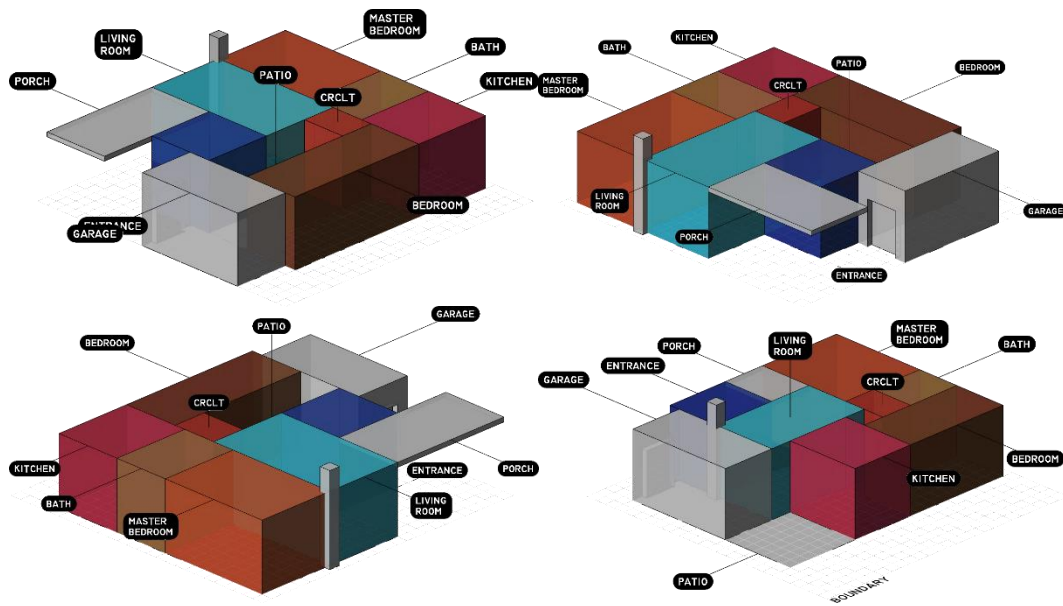 MASTER
BEDROOM
LIVING
ROOM
BATH
PORCH
PATIO
KITCHEN
CRCLT
BEDROOM
ENTRANCE
GARAGE
KITCHEN
BATH
PATIO
BEDROOM
MASTER
BEDROOM
CRCLT
LIVING
ROOM
GARAGE
PORCH
ENTRANCE
GARAGE
PATIO
BEDROOM
CRCLT
KITCHEN
ENTRANCE
PORCH
BATH
LIVING
ROOM
MASTER
BEDROOM
LIVING
ROOM
MASTER
BEDROOM
PORCH
BATH
ENTRANCE
GARAGE
CRCLT
BEDROOM
KITCHEN
PATIO
BOUNDARY